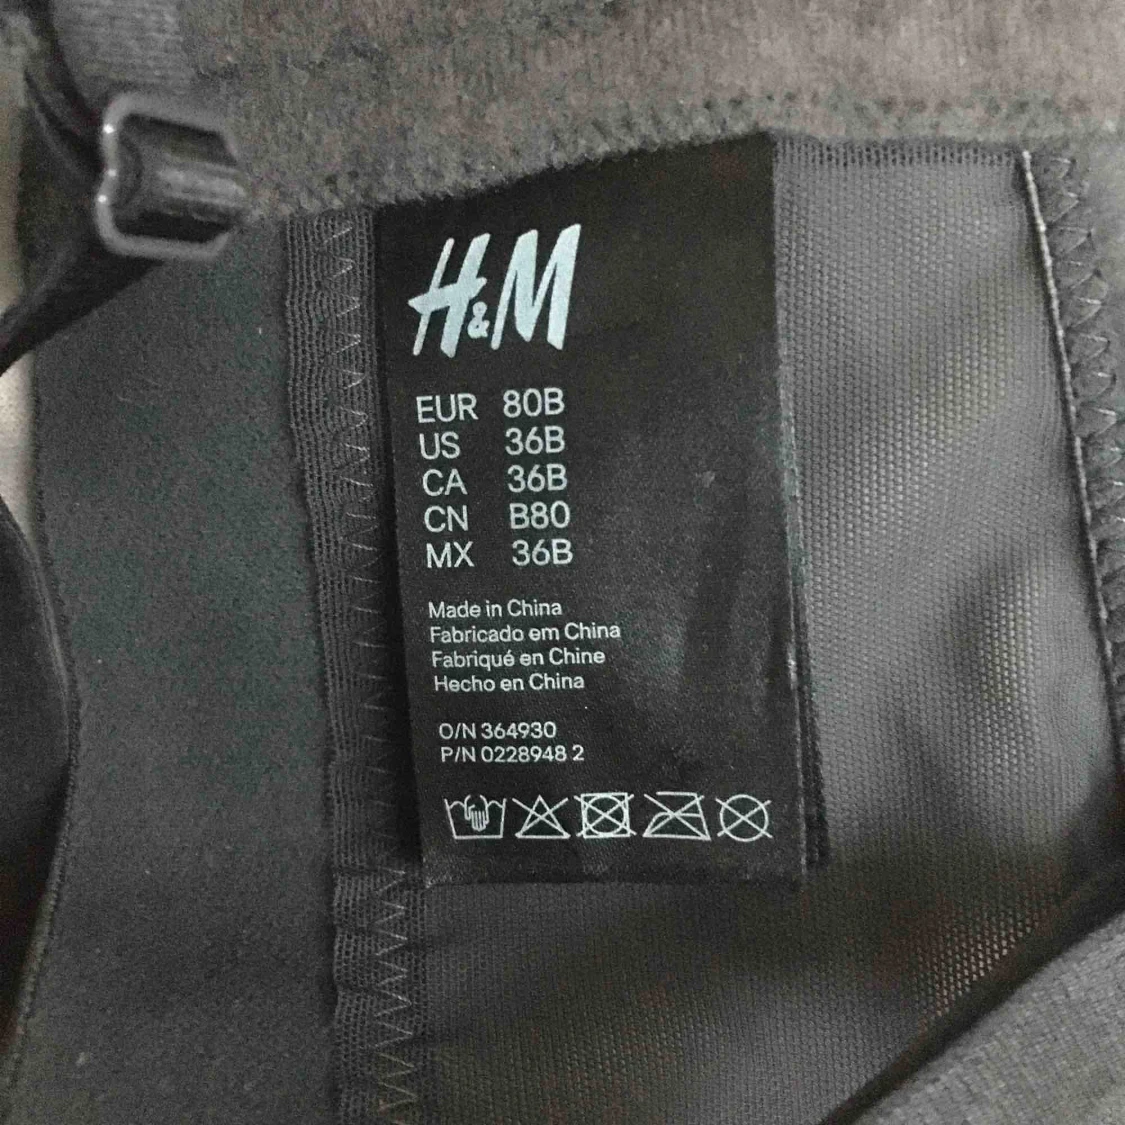 H&M
EUR 80B
US 36B
CA 36B
CN B80
MX 36B
Made in China
Fabricado em China
Fabriqué en Chine
Hecho en China
O/N 364930
P/N 0228948 2